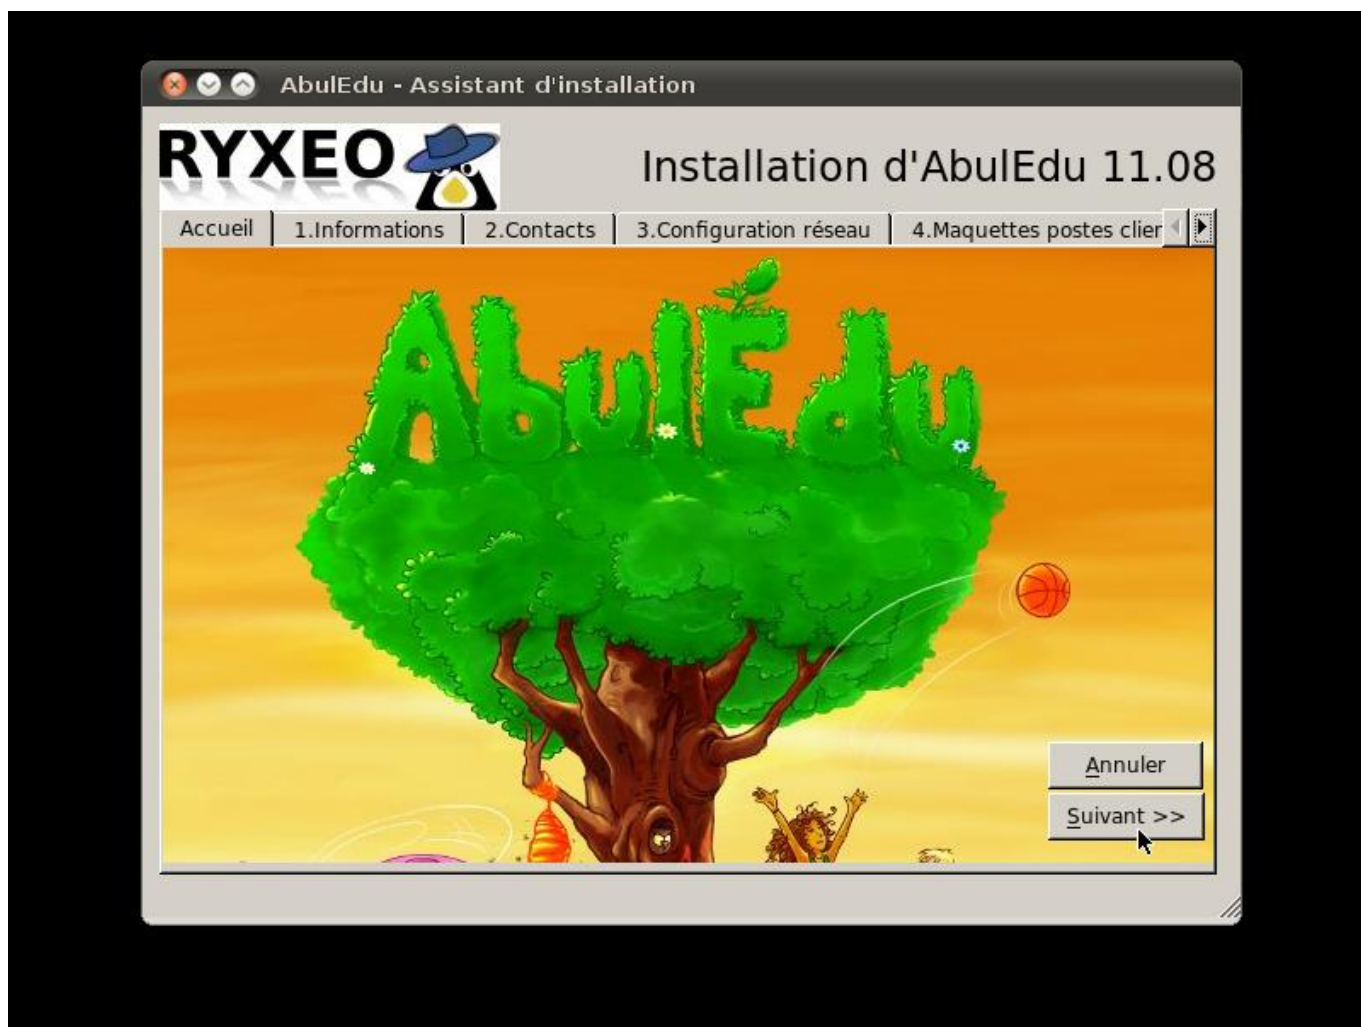 AbulEdu - Assistant d'installation
RYXEO
Installation d'AbulEdu 11.08
Accueil
1.Informations
2.Contacts
3.Configuration réseau
4.Maquettes postes clier
AbulÉdu
Annuler
Suivant >>